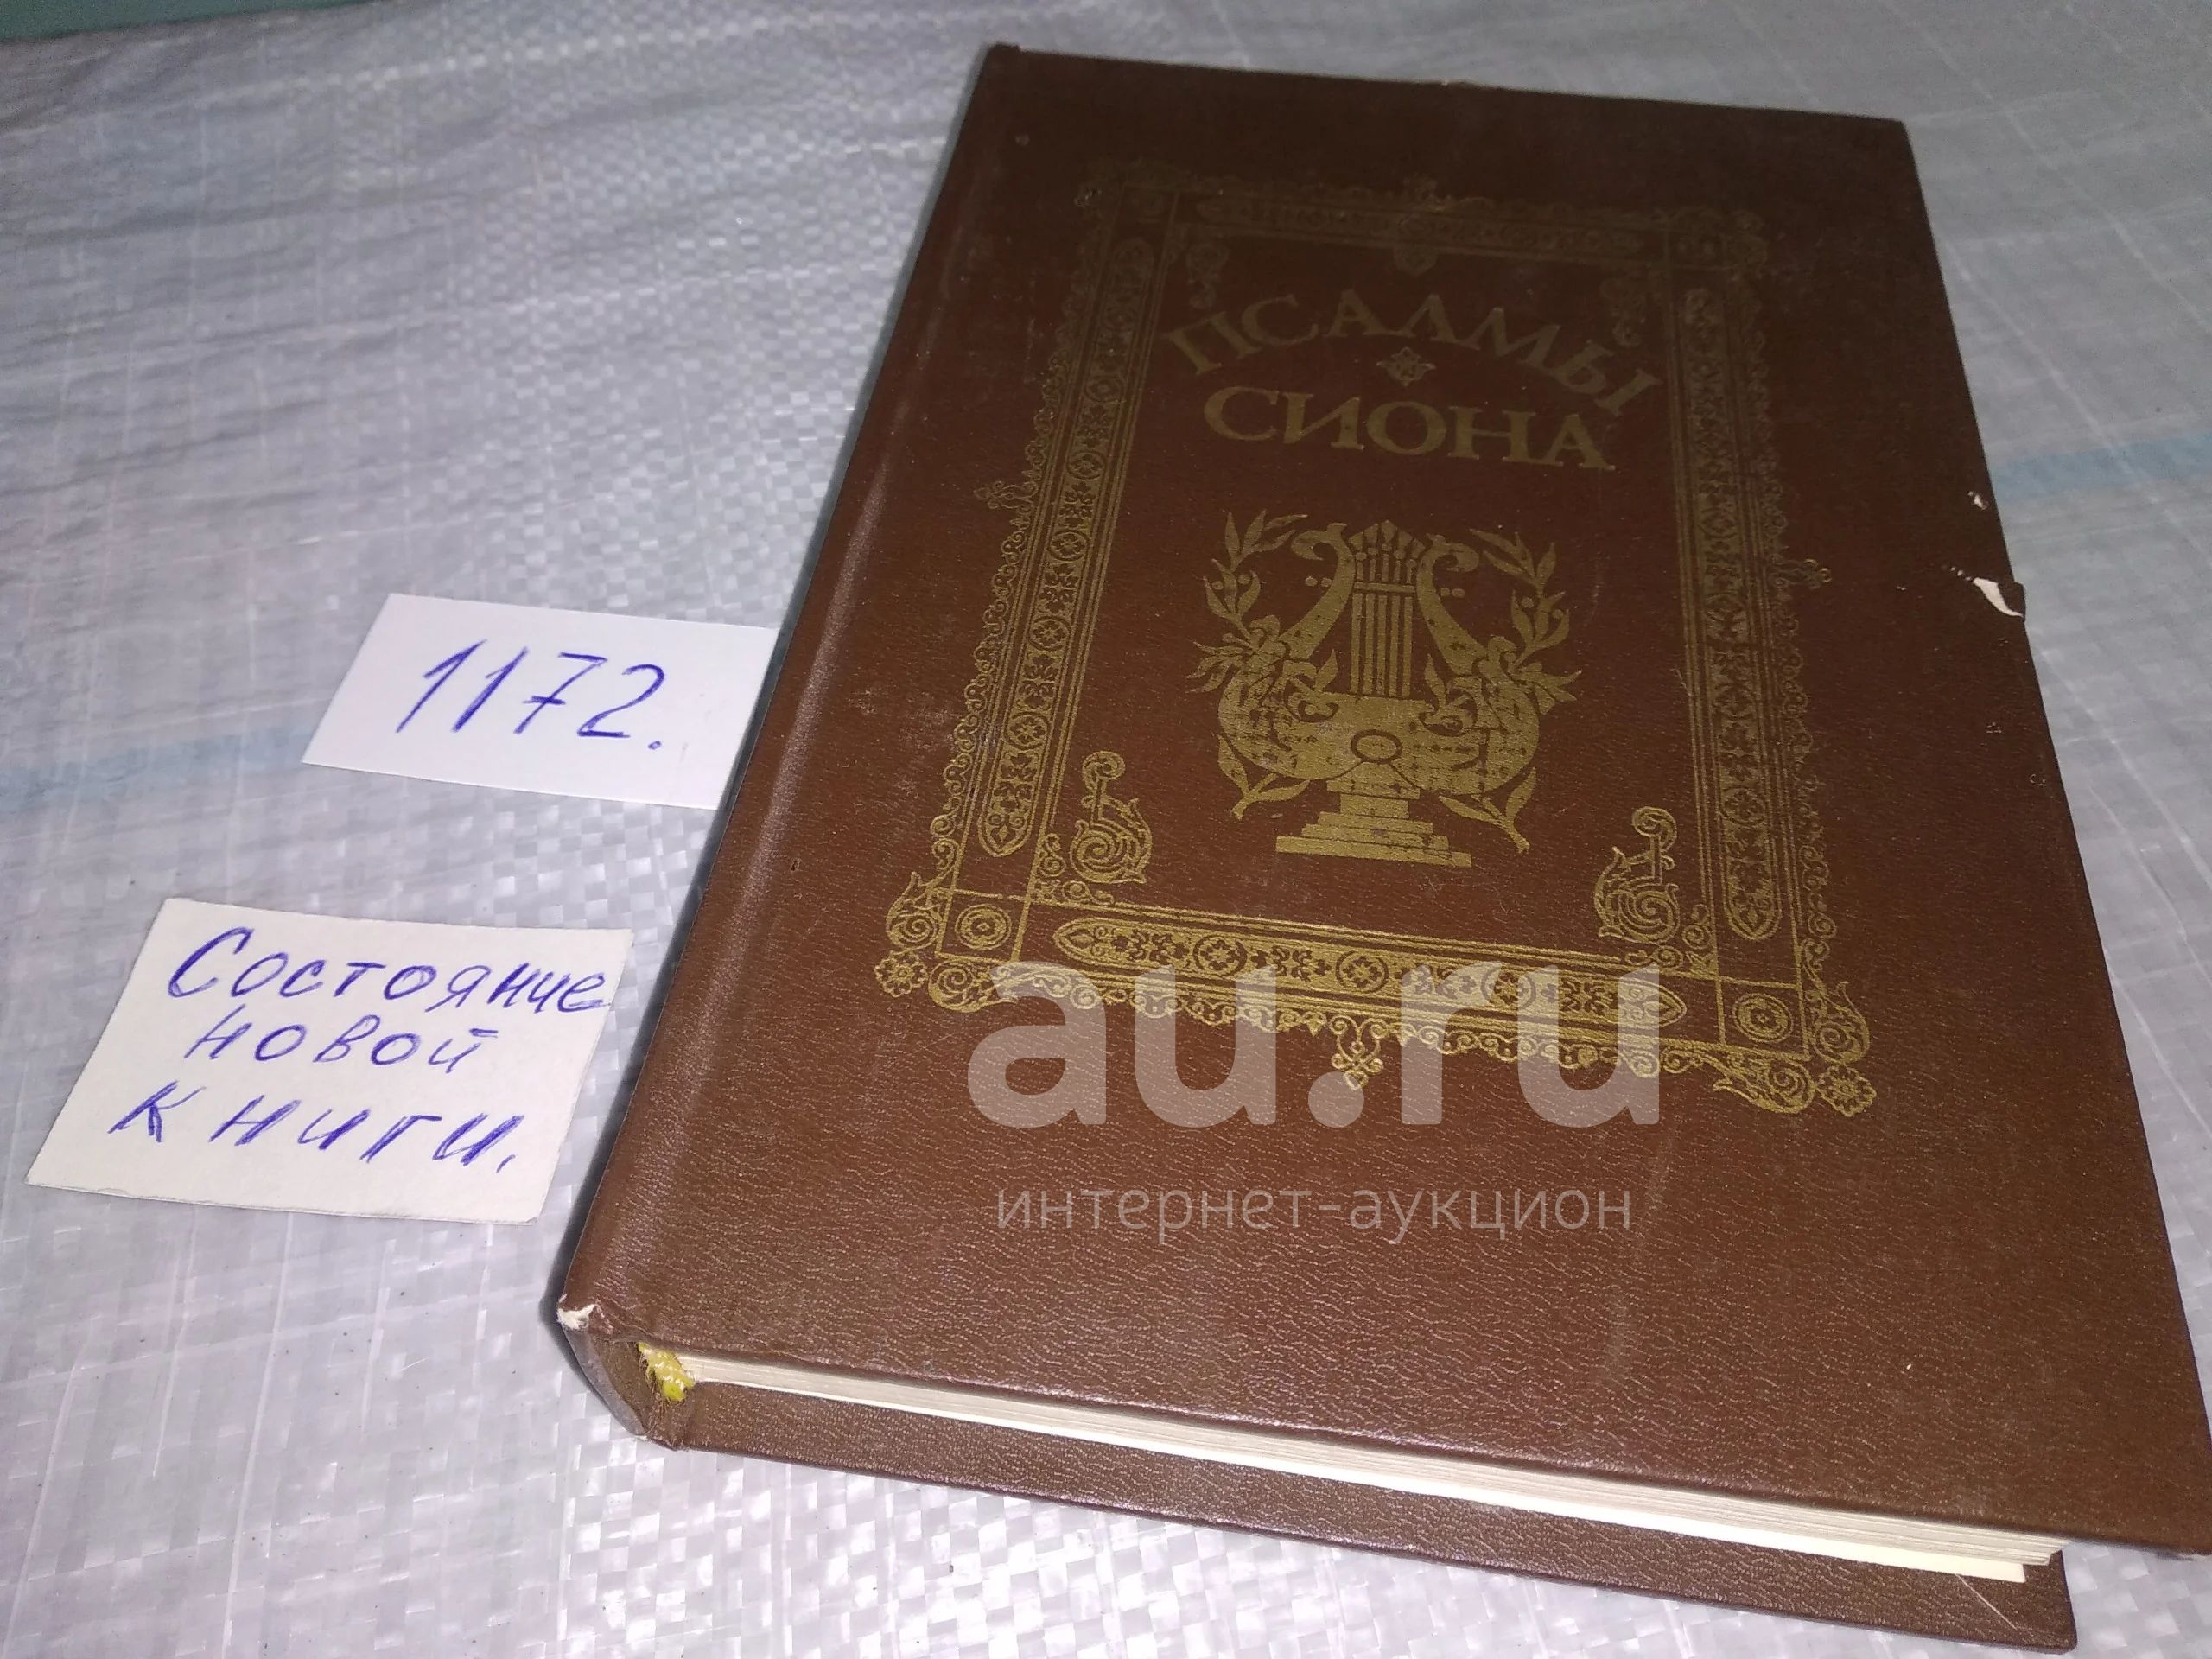 ПСАЛМЫ
СИОНА
1172.
Состояние
новой
книги.
au.ru
интернет-аукцион